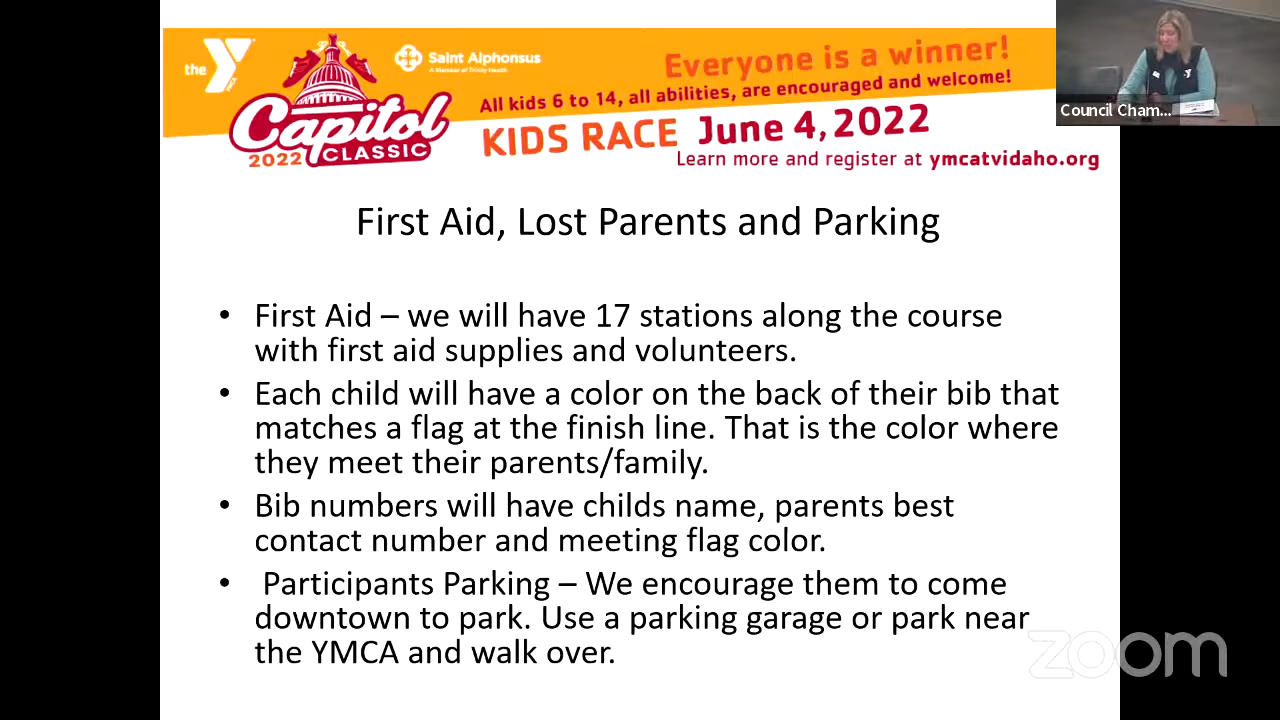 the Y
YMCA
Saint Alphonsus
A Member of Trinity Health
Capitol
2022 CLASSIC
Everyone is a winner!
All kids 6 to 14, all abilities, are encouraged and welcome!
KIDS RACE June 4, 2022
Learn more and register at ymcatvidaho.org
Council Cham...
First Aid, Lost Parents and Parking
• First Aid – we will have 17 stations along the course
with first aid supplies and volunteers.
• Each child will have a color on the back of their bib that
matches a flag at the finish line. That is the color where
they meet their parents/family.
• Bib numbers will have childs name, parents best
contact number and meeting flag color.
• Participants Parking – We encourage them to come
downtown to park. Use a parking garage or park near
the YMCA and walk over.
zoom